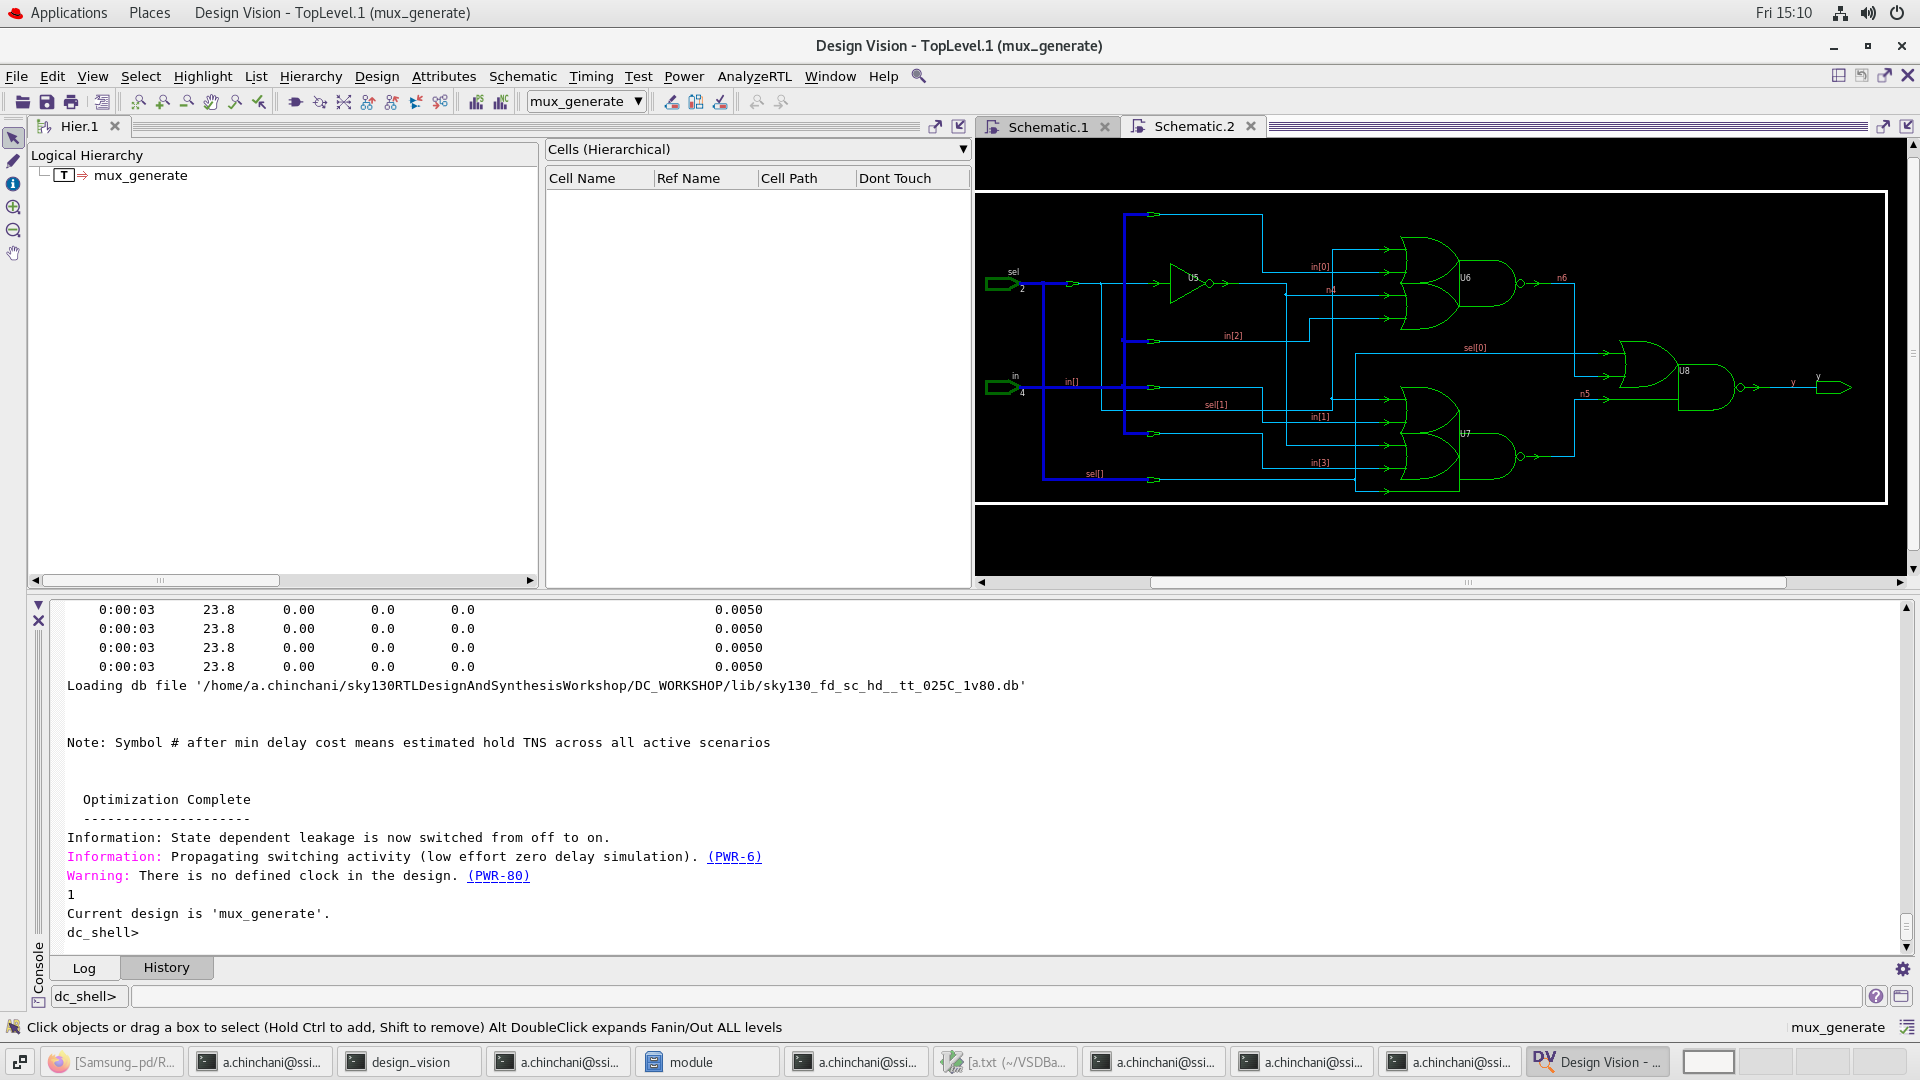 Applications Places Design Vision - TopLevel.1 (mux_generate) Fri 15:10
Design Vision - TopLevel.1 (mux_generate)
File Edit View Select Highlight List Hierarchy Design Attributes Schematic Timing Test Power AnalyzeRTL Window Help
mux_generate
Hier.1
Schematic.1 Schematic.2
Logical Hierarchy
T mux_generate
Cells (Hierarchical)
Cell Name Ref Name Cell Path Dont Touch
sel
2
in
4
in[]
sel[]
U5
in[2]
sel[1]
in[0]
n4
in[1]
in[3]
U6
n6
sel[0]
U7
n5
U8
y
y
0:00:03 23.8 0.00 0.0 0.0 0.0050
0:00:03 23.8 0.00 0.0 0.0 0.0050
0:00:03 23.8 0.00 0.0 0.0 0.0050
0:00:03 23.8 0.00 0.0 0.0 0.0050
Loading db file '/home/a.chinchani/sky130RTLDesignAndSynthesisWorkshop/DC_WORKSHOP/lib/sky130_fd_sc_hd__tt_025C_1v80.db'
Note: Symbol # after min delay cost means estimated hold TNS across all active scenarios
Optimization Complete
---------------------
Information: State dependent leakage is now switched from off to on.
Information: Propagating switching activity (low effort zero delay simulation). (PWR-6)
Warning: There is no defined clock in the design. (PWR-80)
1
Current design is 'mux_generate'.
dc_shell>
Console
Log History
dc_shell>
Click objects or drag a box to select (Hold Ctrl to add, Shift to remove) Alt DoubleClick expands Fanin/Out ALL levels mux_generate
[Samsung_pd/R... a.chinchani@ssi... design_vision a.chinchani@ssi... module a.chinchani@ssi... [a.txt (~/VSDBa... a.chinchani@ssi... a.chinchani@ssi... a.chinchani@ssi... DV Design Vision - ...